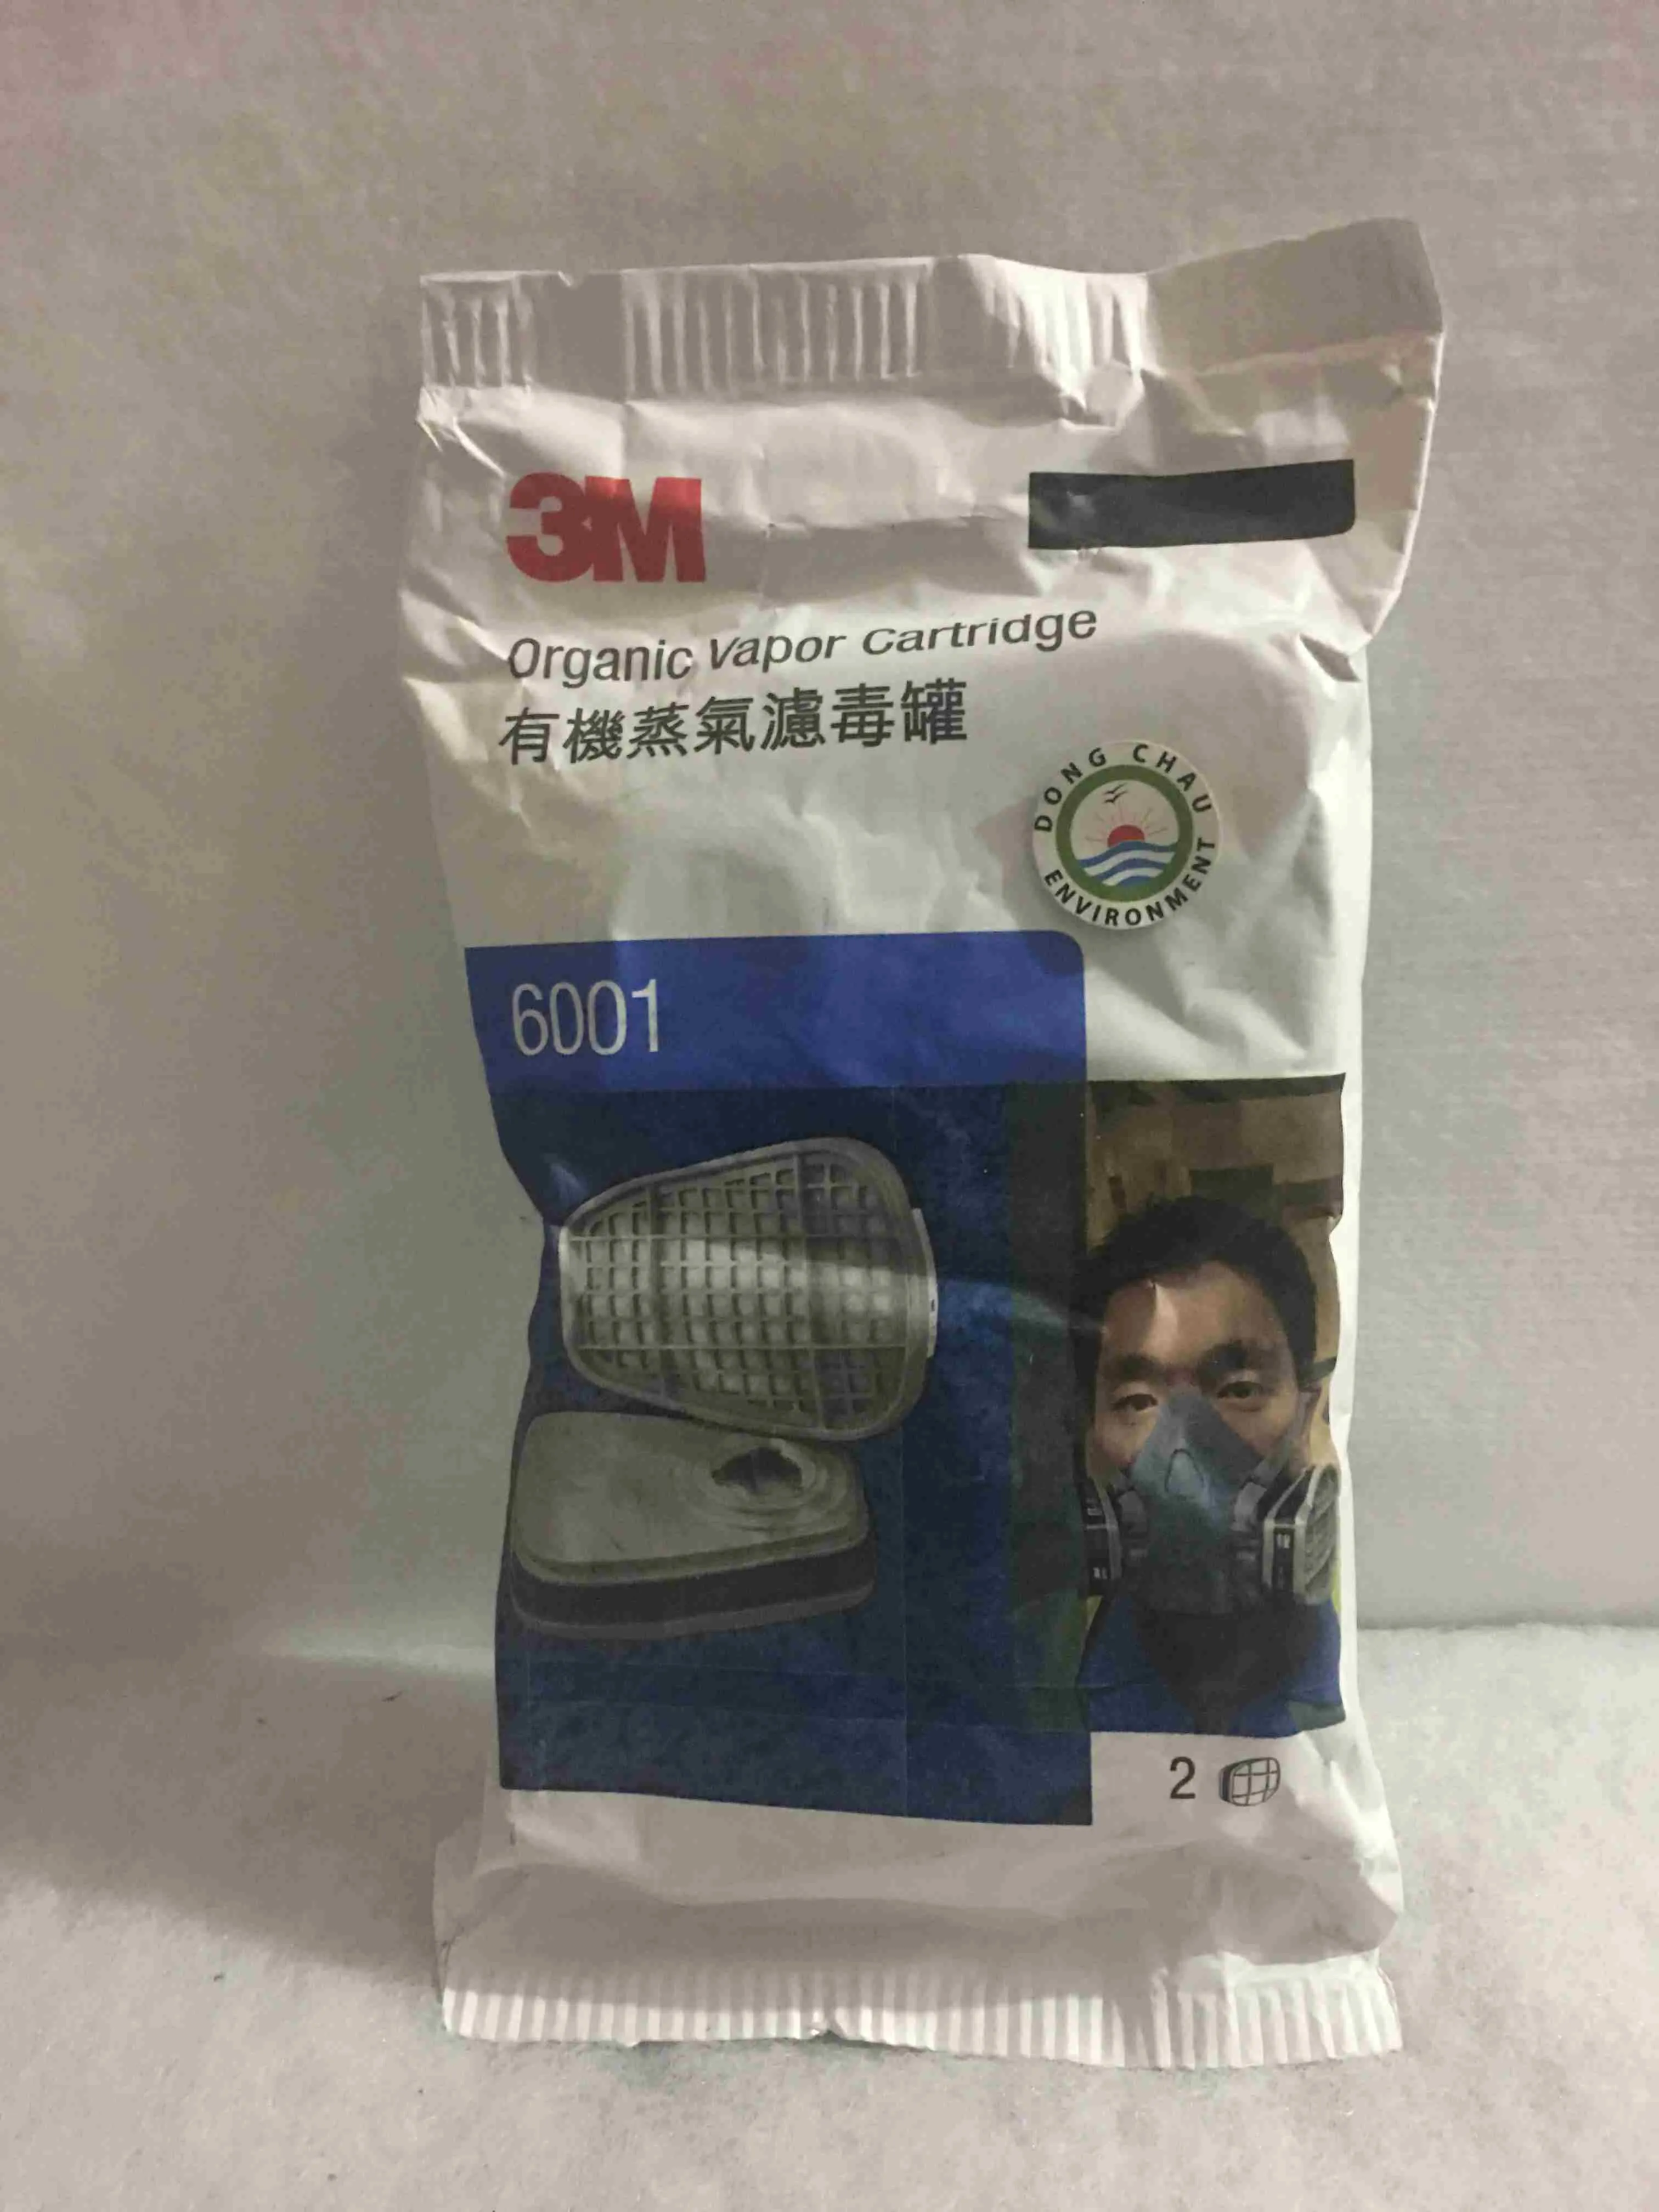 3M
Organic Vapor Cartridge
有機蒸氣濾毒罐
DONG CHAU
ENVIRONMENT
6001
2